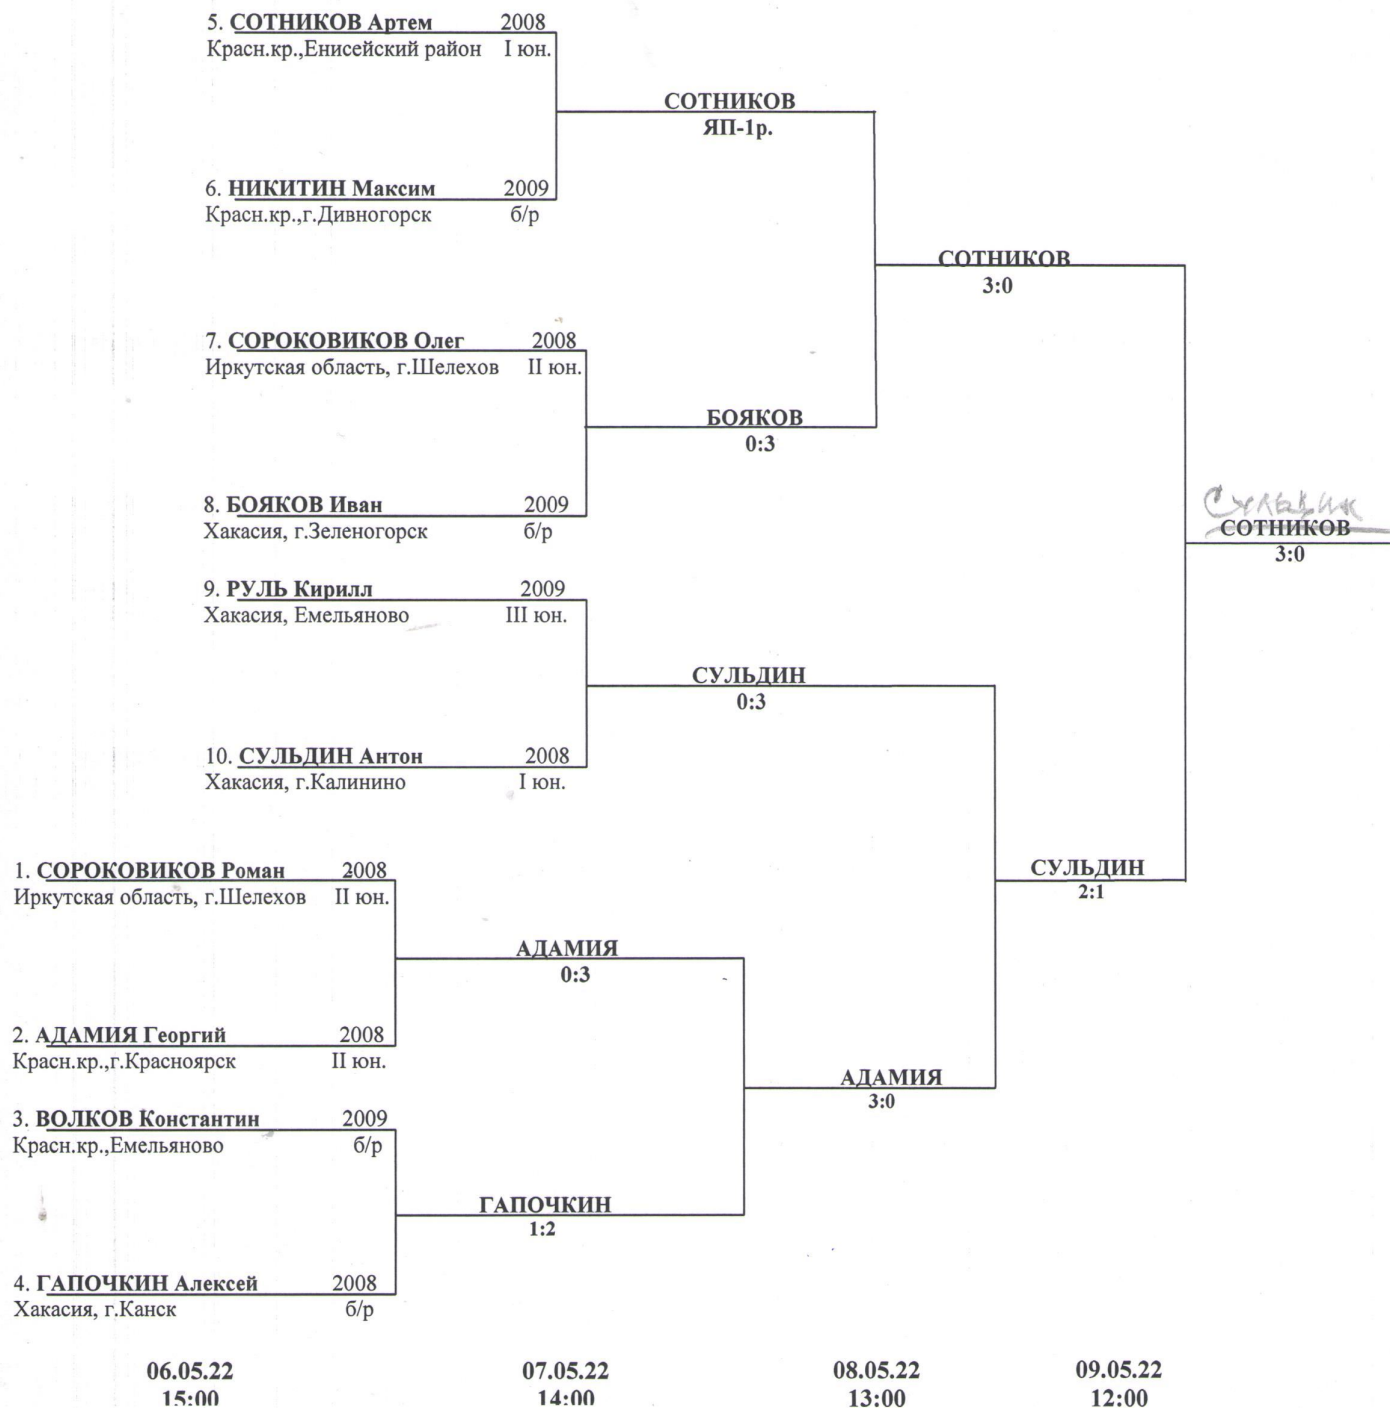 5. СОТНИКОВ Артем 2008
Красн.кр.,Енисейский район I юн.
СОТНИКОВ
ЯП-1р.
6. НИКИТИН Максим 2009
Красн.кр.,г.Дивногорск б/р
СОТНИКОВ
3:0
7. СОРОКОВИКОВ Олег 2008
Иркутская область, г.Шелехов II юн.
БОЯКОВ
0:3
8. БОЯКОВ Иван 2009
Хакасия, г.Зеленогорск б/р
Сульдин
СОТНИКОВ
3:0
9. РУЛЬ Кирилл 2009
Хакасия, Емельяново III юн.
СУЛЬДИН
0:3
10. СУЛЬДИН Антон 2008
Хакасия, г.Калинино I юн.
1. СОРОКОВИКОВ Роман 2008
Иркутская область, г.Шелехов II юн.
СУЛЬДИН
2:1
АДАМИЯ
0:3
2. АДАМИЯ Георгий 2008
Красн.кр.,г.Красноярск II юн.
АДАМИЯ
3:0
3. ВОЛКОВ Константин 2009
Красн.кр.,Емельяново б/р
ГАПОЧКИН
1:2
4. ГАПОЧКИН Алексей 2008
Хакасия, г.Канск б/р
06.05.22 07.05.22 08.05.22 09.05.22
15:00 14:00 13:00 12:00